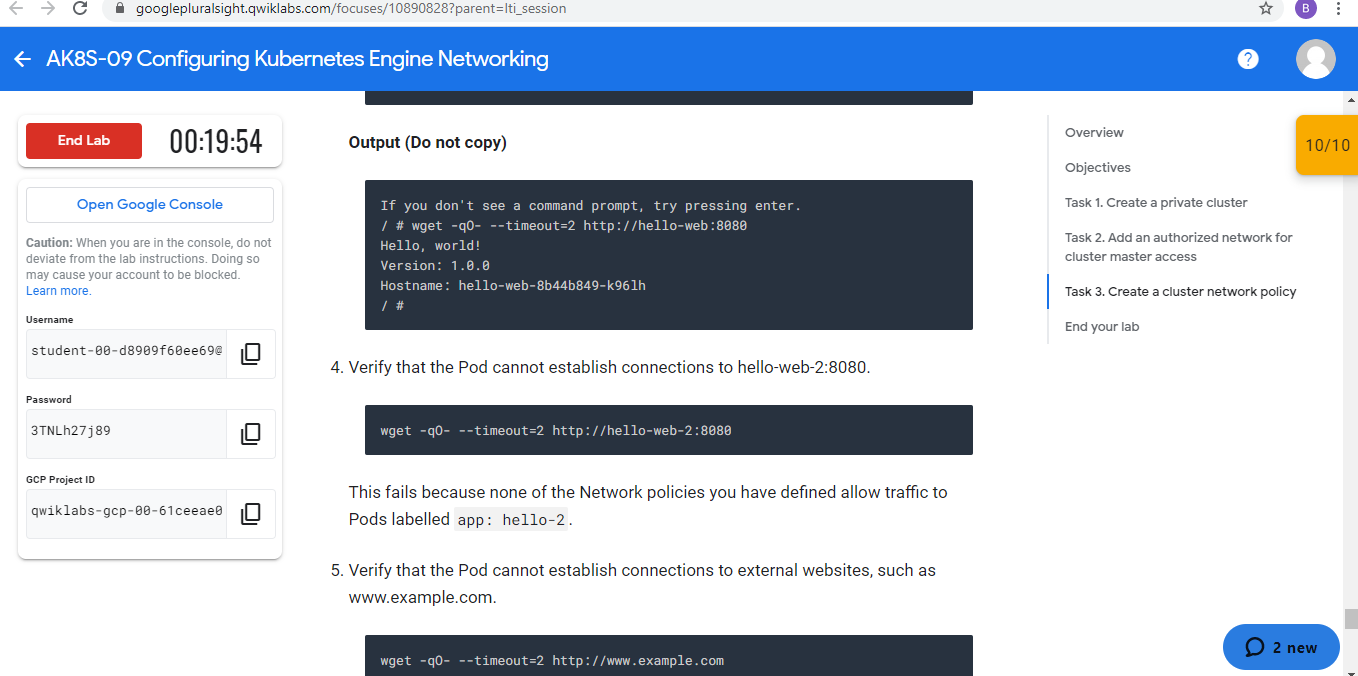 googlepluralsight.qwiklabs.com/focuses/10890828?parent=lti_session
B
AK8S-09 Configuring Kubernetes Engine Networking
?
End Lab
00:19:54
Open Google Console
Caution: When you are in the console, do not
deviate from the lab instructions. Doing so
may cause your account to be blocked.
Learn more.
Username
student-00-d8909f60ee69@
Password
3TNLh27j89
GCP Project ID
qwiklabs-gcp-00-61ceeae0
Output (Do not copy)
If you don't see a command prompt, try pressing enter.
/ # wget -qO- --timeout=2 http://hello-web:8080
Hello, world!
Version: 1.0.0
Hostname: hello-web-8b44b849-k96lh
/ #
4. Verify that the Pod cannot establish connections to hello-web-2:8080.
wget -qO- --timeout=2 http://hello-web-2:8080
This fails because none of the Network policies you have defined allow traffic to
Pods labelled app: hello-2.
5. Verify that the Pod cannot establish connections to external websites, such as
www.example.com.
wget -qO- --timeout=2 http://www.example.com
Overview
Objectives
Task 1. Create a private cluster
Task 2. Add an authorized network for
cluster master access
Task 3. Create a cluster network policy
End your lab
10/10
2 new